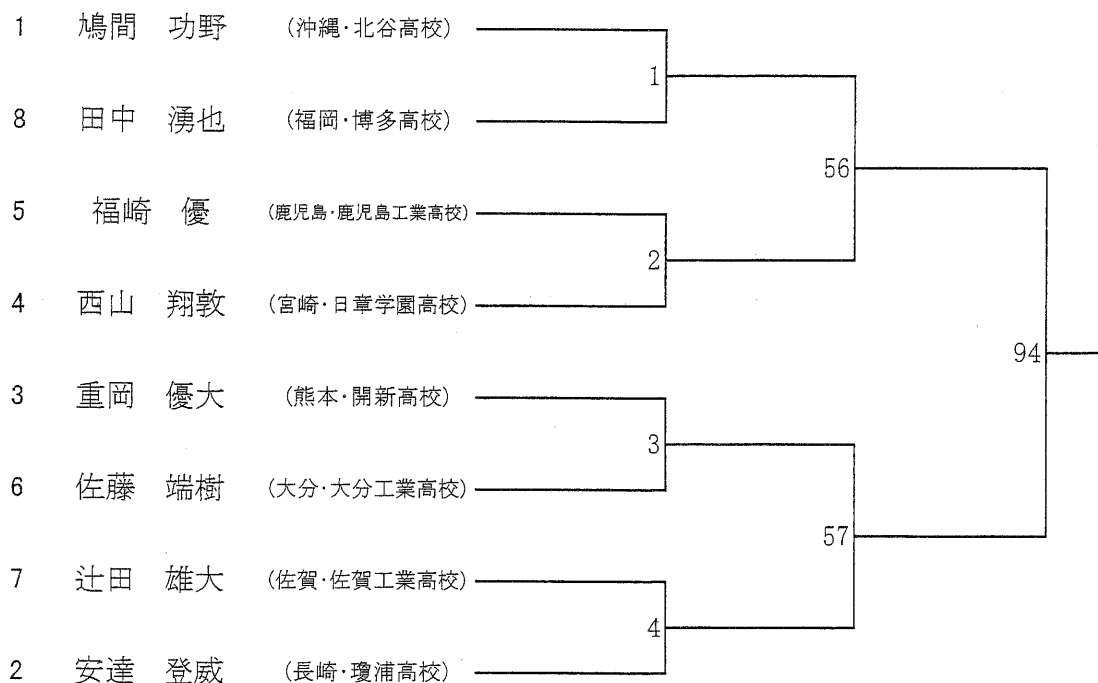 1 鳩間 功野 (沖縄・北谷高校)
1
8 田中 湧也 (福岡・博多高校)
56
5 福崎 優 (鹿児島・鹿児島工業高校)
2
4 西山 翔敦 (宮崎・日章学園高校)
94
3 重岡 優大 (熊本・開新高校)
3
6 佐藤 端樹 (大分・大分工業高校)
57
7 辻田 雄大 (佐賀・佐賀工業高校)
4
2 安達 登威 (長崎・瓊浦高校)